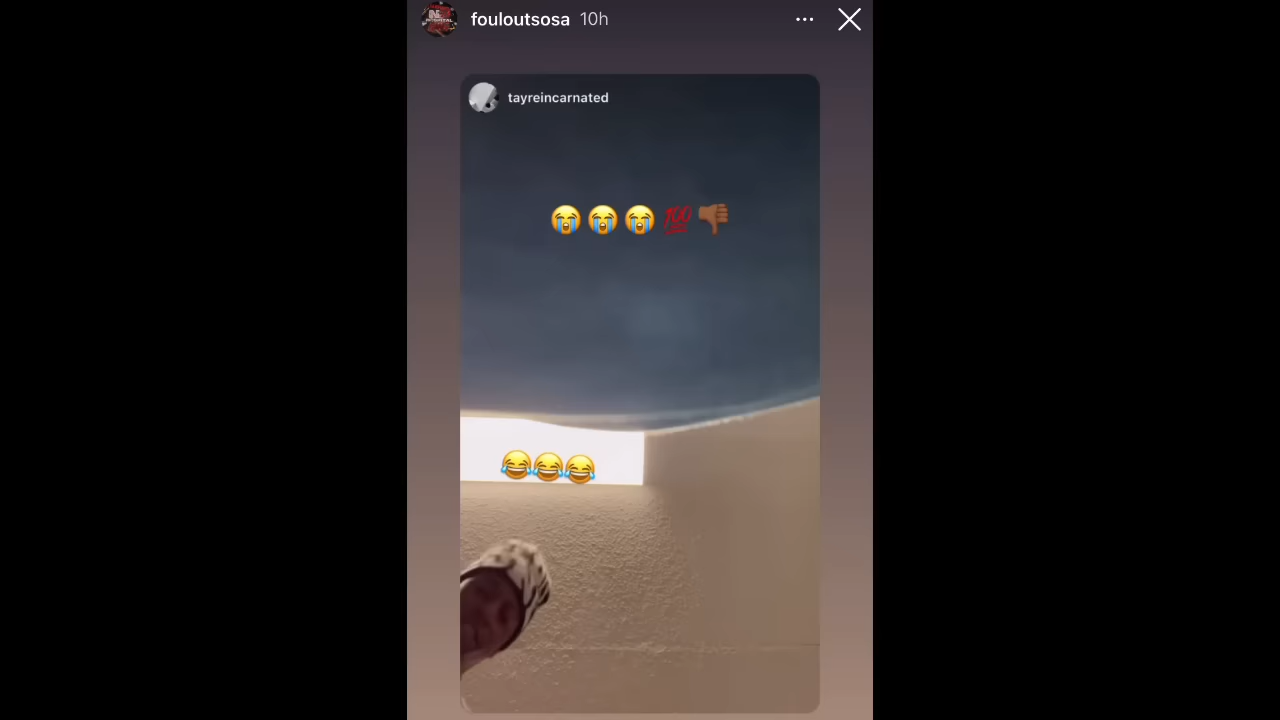 fouloutsosa 10h
tayreincarnated
😭😭😭💯👎🏾
😂😂😂